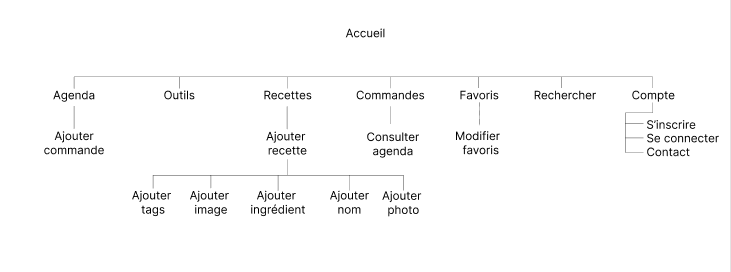 Accueil
Agenda Outils Recettes Commandes Favoris Rechercher Compte
Ajouter commande
Ajouter recette
Consulter agenda
Modifier favoris
S'inscrire
Se connecter
Contact
Ajouter tags
Ajouter image
Ajouter ingrédient
Ajouter nom
Ajouter photo